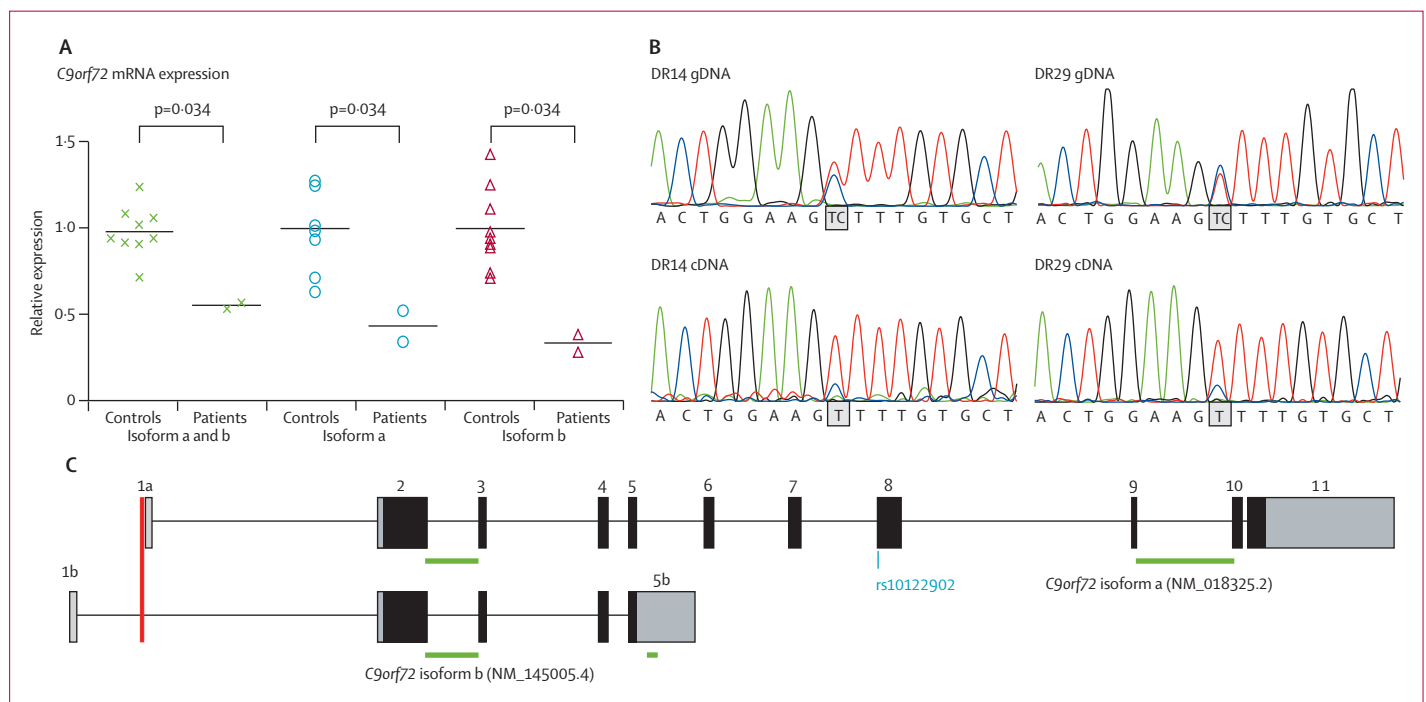 A
C9orf72 mRNA expression
p=0·034
p=0·034
p=0·034
Relative expression
1·5
1·0
0·5
0
Controls Patients Controls Patients Controls Patients
Isoform a and b Isoform a Isoform b
B
DR14 gDNA
A C T G G A A G TC T T T G T G C T
DR29 gDNA
A C T G G A A G TC T T T G T G C T
DR14 cDNA
A C T G G A A G T T T T G T G C T
DR29 cDNA
A C T G G A A G T T T T G T G C T
C
1a 2 3 4 5 6 7 8 9 10 11
rs10122902
C9orf72 isoform a (NM_018325.2)
1b 5b
C9orf72 isoform b (NM_145005.4)